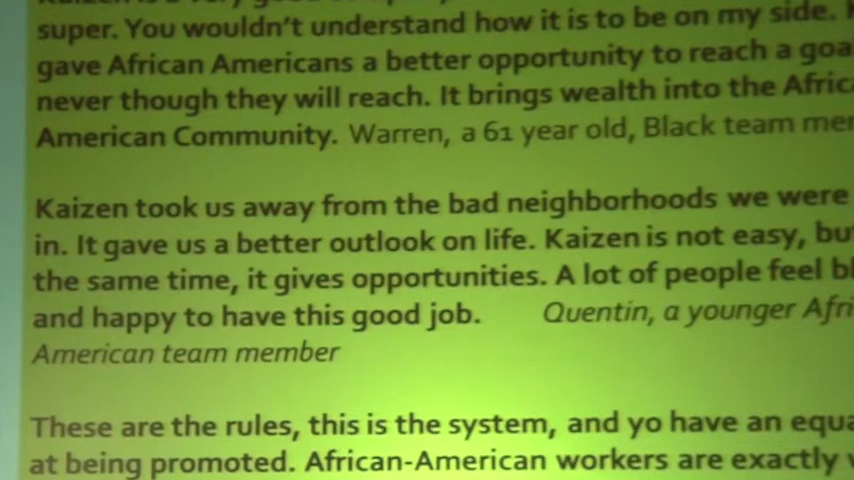 super. You wouldn't understand how it is to be on my side.
gave African Americans a better opportunity to reach a goa
never though they will reach. It brings wealth into the Afric
American Community. Warren, a 61 year old, Black team me
Kaizen took us away from the bad neighborhoods we were
in. It gave us a better outlook on life. Kaizen is not easy, bu
the same time, it gives opportunities. A lot of people feel bl
and happy to have this good job. Quentin, a younger Afri
American team member
These are the rules, this is the system, and yo have an equa
at being promoted. African-American workers are exactly